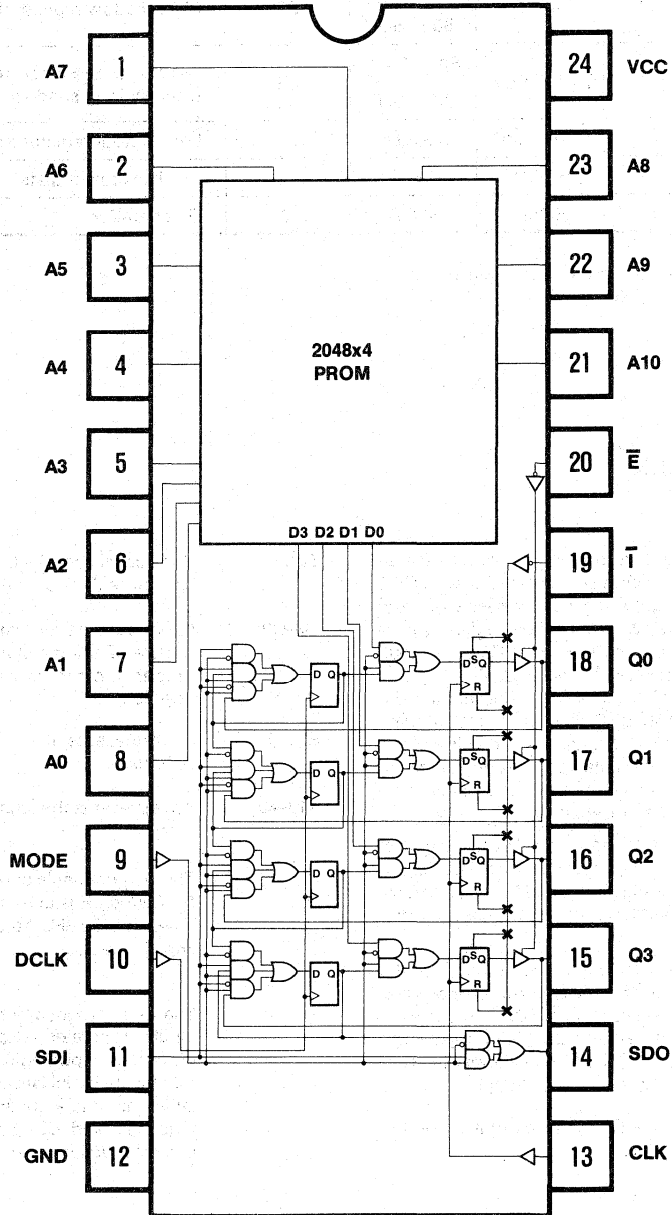 A7 1 24 VCC
A6 2 23 A8
A5 3 22 A9
A4 4 21 A10
2048x4
PROM
A3 5 20 E̅
D3 D2 D1 D0
A2 6 19 I̅
A1 7 18 Q0
D Q D S Q
R
A0 8 17 Q1
D Q D S Q
R
MODE 9 16 Q2
D Q D S Q
R
DCLK 10 15 Q3
D Q D S Q
R
SDI 11 14 SDO
GND 12 13 CLK